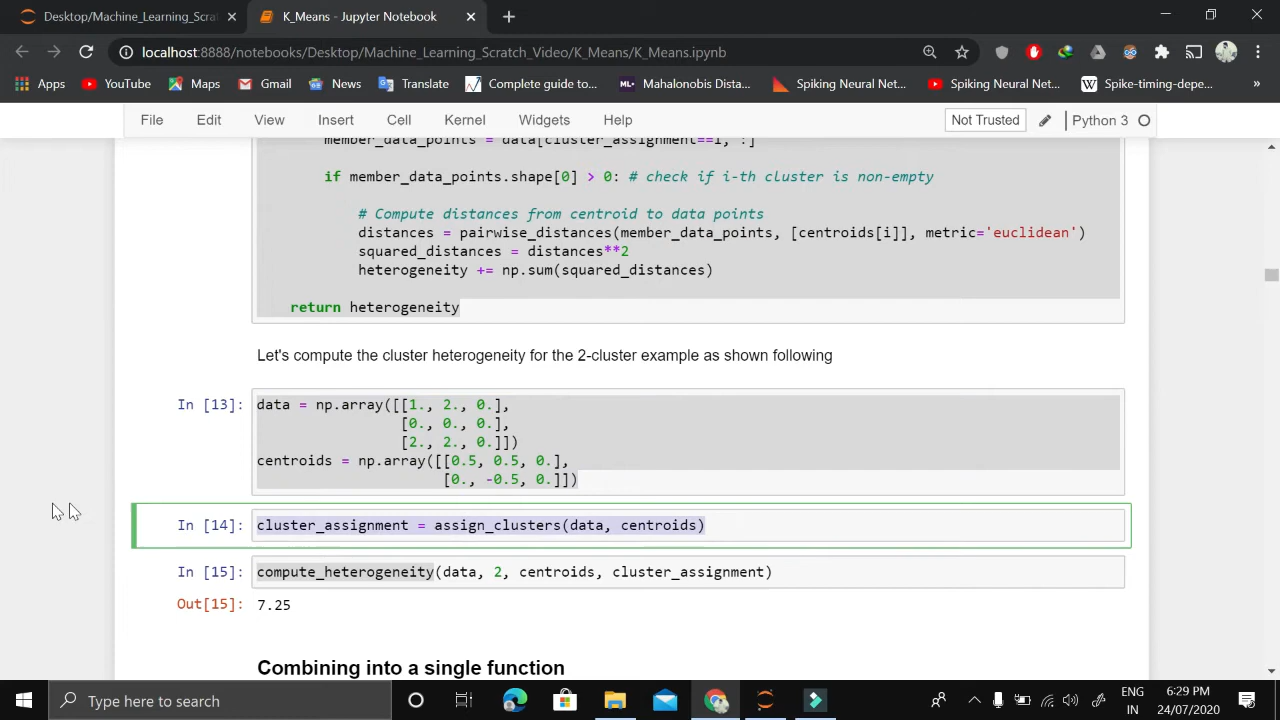 Desktop/Machine_Learning_Scra
K_Means - Jupyter Notebook
localhost:8888/notebooks/Desktop/Machine_Learning_Scratch_Video/K_Means/K_Means.ipynb
Apps YouTube Maps Gmail News Translate Complete guide to... Mahalonobis Dista... Spiking Neural Net... Spiking Neural Net... Spike-timing-depe... »
File Edit View Insert Cell Kernel Widgets Help Not Trusted Python 3
member_data_points = data[cluster_assignment==i, :]
if member_data_points.shape[0] > 0: # check if i-th cluster is non-empty
# Compute distances from centroid to data points
distances = pairwise_distances(member_data_points, [centroids[i]], metric='euclidean')
squared_distances = distances**2
heterogeneity += np.sum(squared_distances)
return heterogeneity
Let's compute the cluster heterogeneity for the 2-cluster example as shown following
In [13]: data = np.array([[1., 2., 0.],
[0., 0., 0.],
[2., 2., 0.]])
centroids = np.array([[0.5, 0.5, 0.],
[0., -0.5, 0.]])
In [14]: cluster_assignment = assign_clusters(data, centroids)
In [15]: compute_heterogeneity(data, 2, centroids, cluster_assignment)
Out[15]: 7.25
Combining into a single function
Type here to search
ENG
IN
6:29 PM
24/07/2020